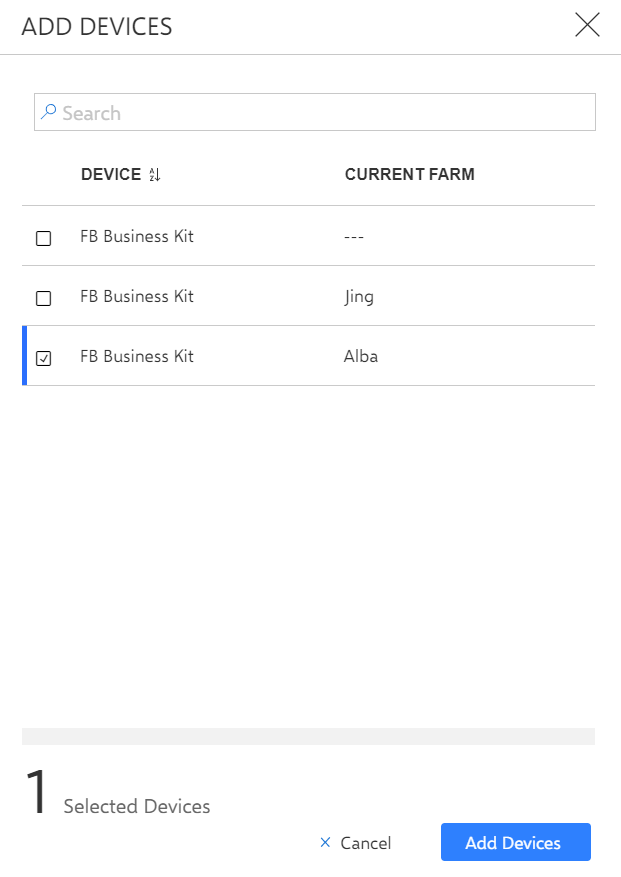 ADD DEVICES
Search
DEVICE CURRENT FARM
FB Business Kit ---
FB Business Kit Jing
FB Business Kit Alba
1 Selected Devices
Cancel Add Devices